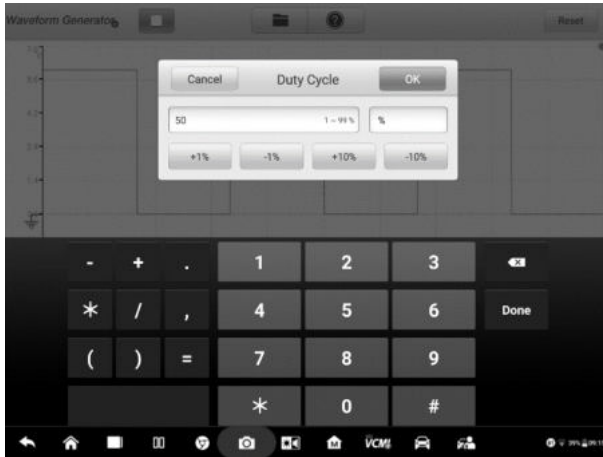 Waveform Generator
Reset
Cancel
Duty Cycle
OK
50
1 ~ 99 %
%
+1%
-1%
+10%
-10%
- + . 1 2 3
* / , 4 5 6 Done
( ) = 7 8 9
* 0 #
VCMI